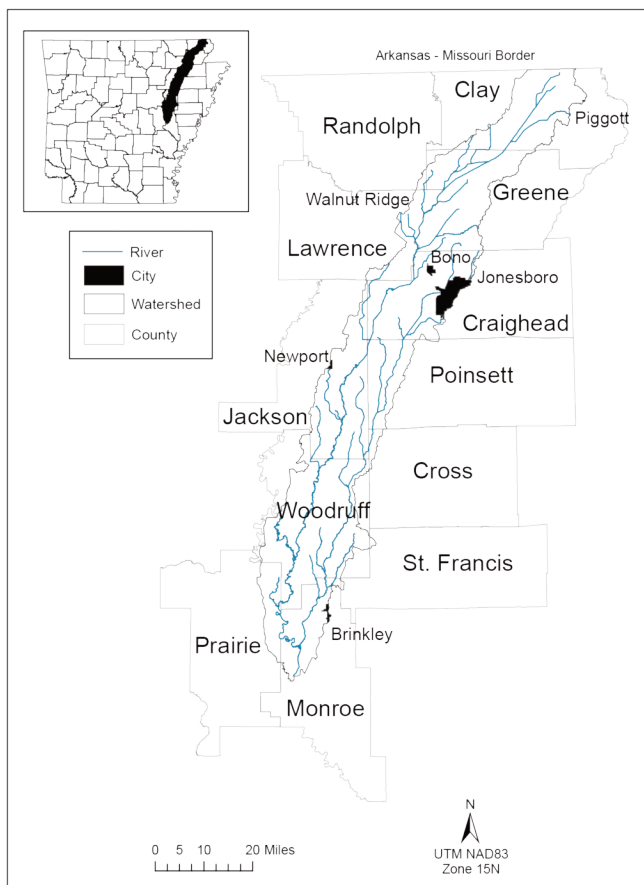 Arkansas - Missouri Border
Clay
Piggott
Randolph
Greene
Walnut Ridge
Lawrence
Bono
Jonesboro
Craighead
River
City
Watershed
County
Newport
Poinsett
Jackson
Cross
Woodruff
St. Francis
Brinkley
Prairie
Monroe
0 5 10 20 Miles
N
UTM NAD83
Zone 15N